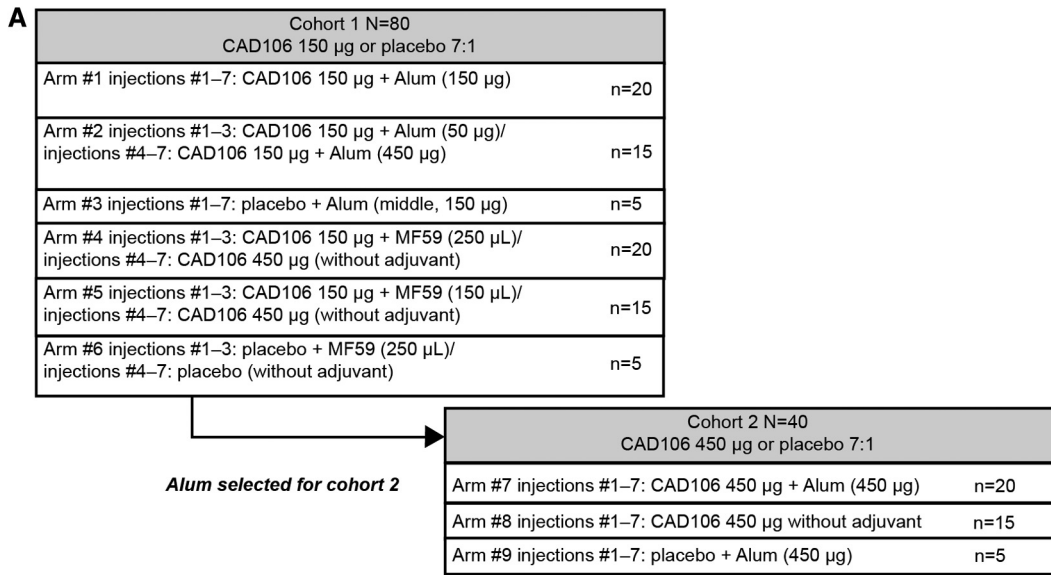 A
Cohort 1 N=80
CAD106 150 µg or placebo 7:1
Arm #1 injections #1–7: CAD106 150 µg + Alum (150 µg)
n=20
Arm #2 injections #1–3: CAD106 150 µg + Alum (50 µg)/
injections #4–7: CAD106 150 µg + Alum (450 µg)
n=15
Arm #3 injections #1–7: placebo + Alum (middle, 150 µg)
n=5
Arm #4 injections #1–3: CAD106 150 µg + MF59 (250 µL)/
injections #4–7: CAD106 450 µg (without adjuvant)
n=20
Arm #5 injections #1–3: CAD106 150 µg + MF59 (150 µL)/
injections #4–7: CAD106 450 µg (without adjuvant)
n=15
Arm #6 injections #1–3: placebo + MF59 (250 µL)/
injections #4–7: placebo (without adjuvant)
n=5
Alum selected for cohort 2
Cohort 2 N=40
CAD106 450 µg or placebo 7:1
Arm #7 injections #1–7: CAD106 450 µg + Alum (450 µg)
n=20
Arm #8 injections #1–7: CAD106 450 µg without adjuvant
n=15
Arm #9 injections #1–7: placebo + Alum (450 µg)
n=5